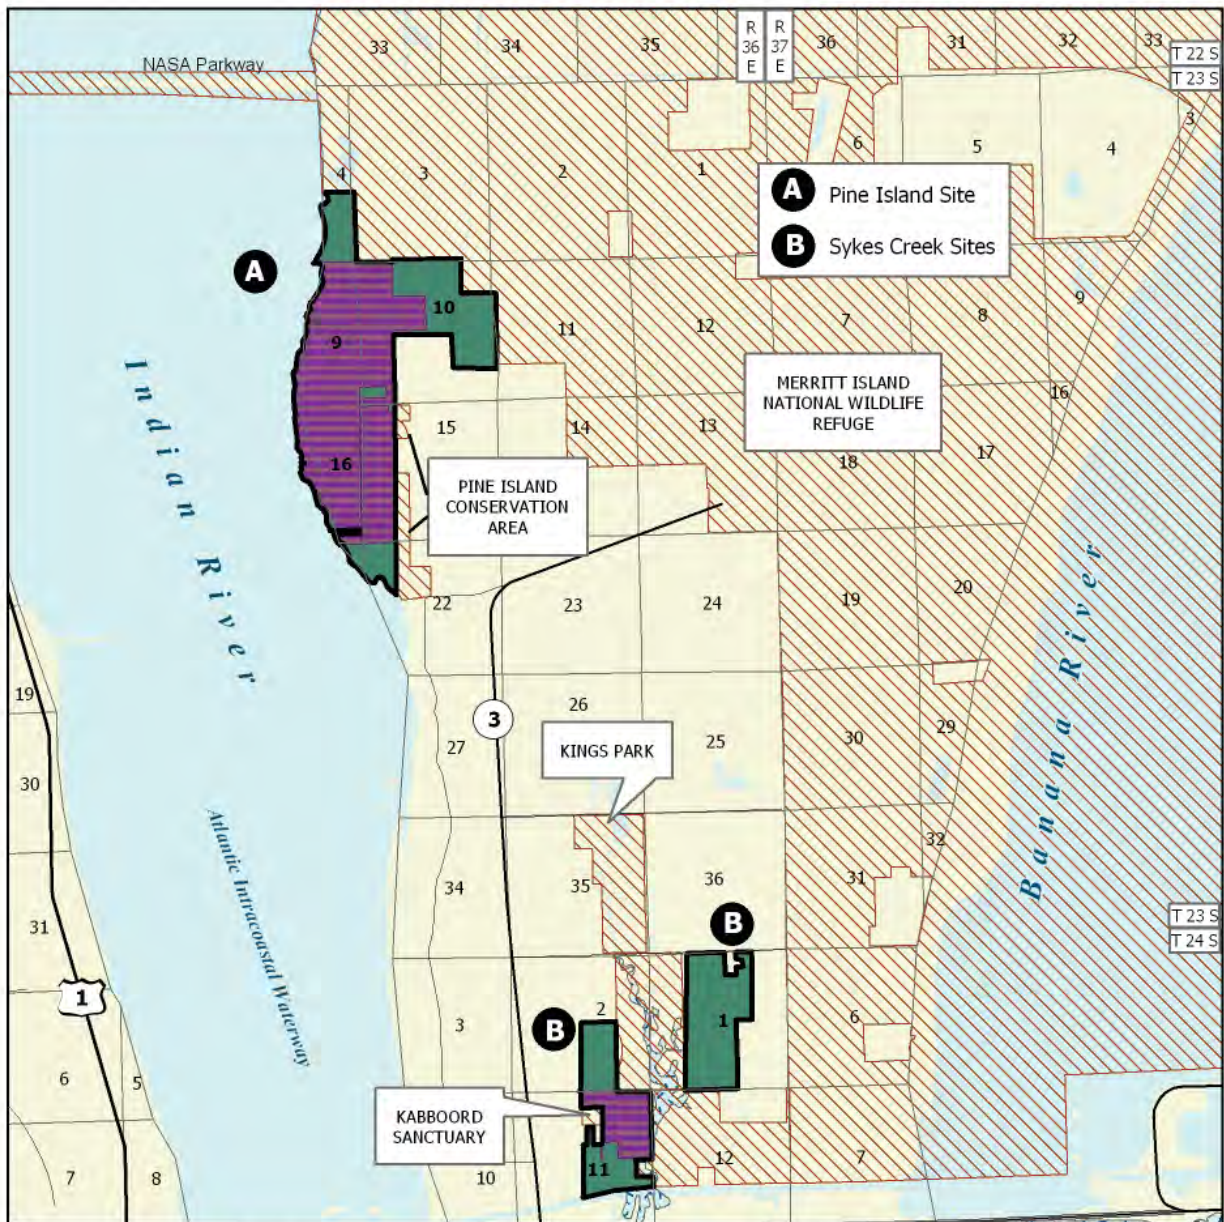 33
34
35
R
36
E
R
37
E
36
31
32
33
T 22 S
T 23 S
NASA Parkway
4
3
2
1
6
5
4
3
A Pine Island Site
B Sykes Creek Sites
A
10
9
11
12
7
8
9
MERRITT ISLAND
NATIONAL WILDLIFE
REFUGE
16
15
14
13
18
17
16
PINE ISLAND
CONSERVATION
AREA
Indian River
22
23
24
19
20
Banana River
19
27
26
25
30
29
3
KINGS PARK
30
Atlantic Intracoastal Waterway
34
35
36
31
32
31
B
T 23 S
T 24 S
1
3
2
1
6
B
6
5
KABBOORD
SANCTUARY
7
8
10
11
12
7